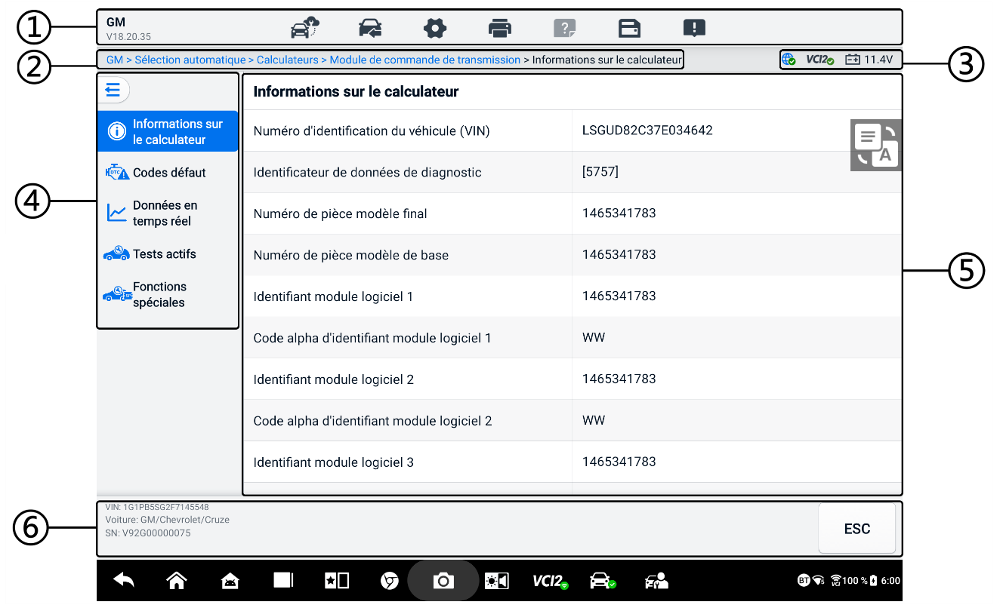 ①
GM
V18.20.35
②
GM > Sélection automatique > Calculateurs > Module de commande de transmission > Informations sur le calculateur
VCI2
11.4V
③
④
Informations sur
le calculateur
DTC
Codes défaut
Données en
temps réel
Tests actifs
Fonctions
spéciales
Informations sur le calculateur
Numéro d'identification du véhicule (VIN) LSGUD82C37E034642
A
Identificateur de données de diagnostic [5757]
Numéro de pièce modèle final 1465341783
Numéro de pièce modèle de base 1465341783
Identifiant module logiciel 1 1465341783
Code alpha d'identifiant module logiciel 1 WW
Identifiant module logiciel 2 1465341783
Code alpha d'identifiant module logiciel 2 WW
Identifiant module logiciel 3 1465341783
⑤
⑥
VIN: 1G1PB5SG2F7145548
Voiture: GM/Chevrolet/Cruze
SN: V92G00000075
ESC
VCI2
BT
5
VCI
100 %
6:00